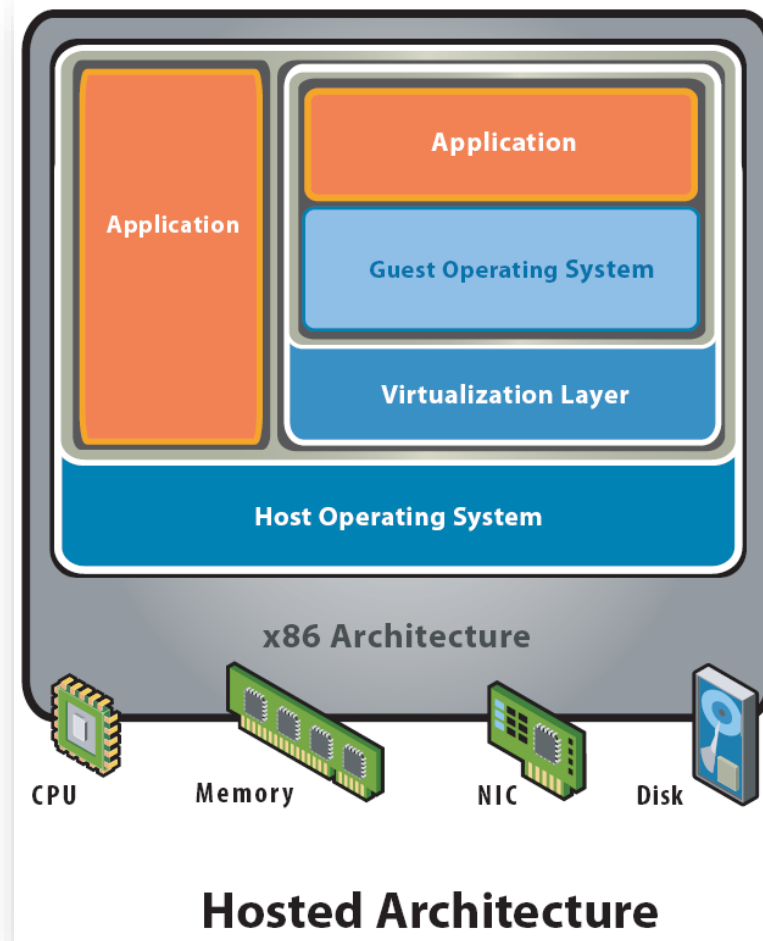 Application
Application
Guest Operating System
Virtualization Layer
Host Operating System
x86 Architecture
CPU
Memory
NIC
Disk
Hosted Architecture